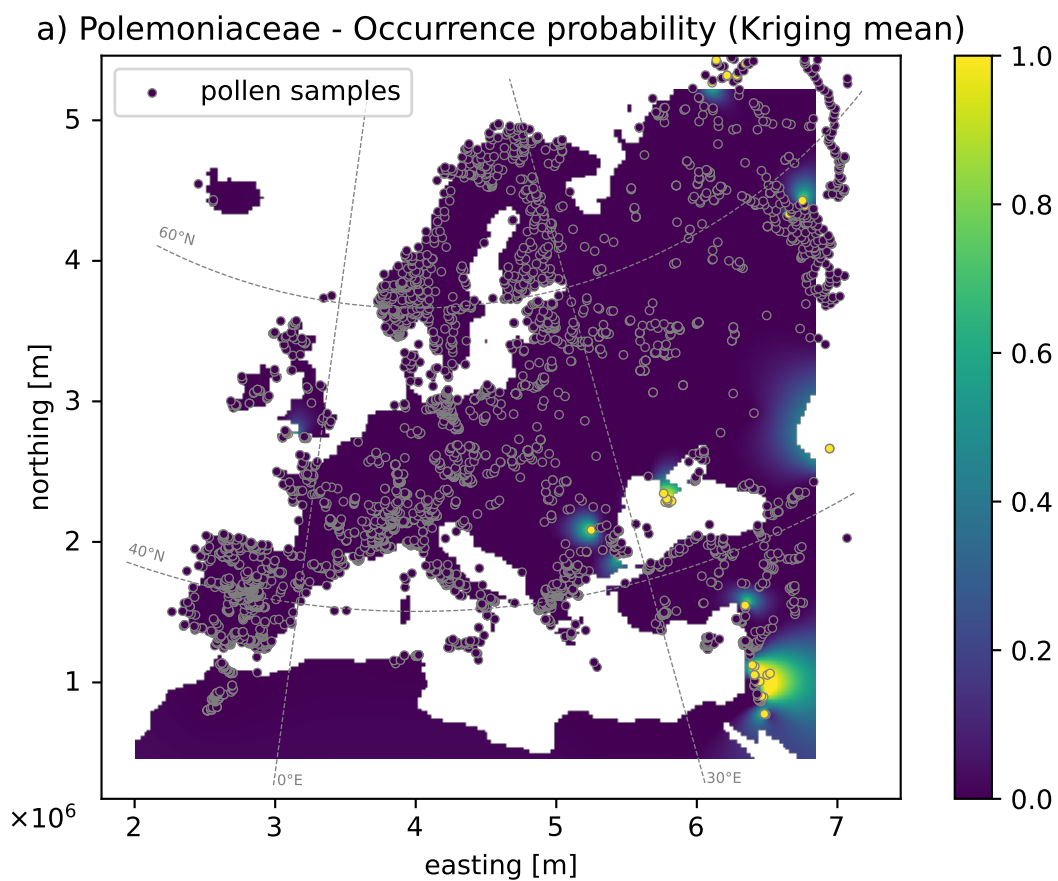 a) Polemoniaceae - Occurrence probability (Kriging mean)
pollen samples
northing [m]
5
4
3
2
1
60°N
40°N
0°E
30°E
×10⁶
2 3 4 5 6 7
easting [m]
1.0
0.8
0.6
0.4
0.2
0.0